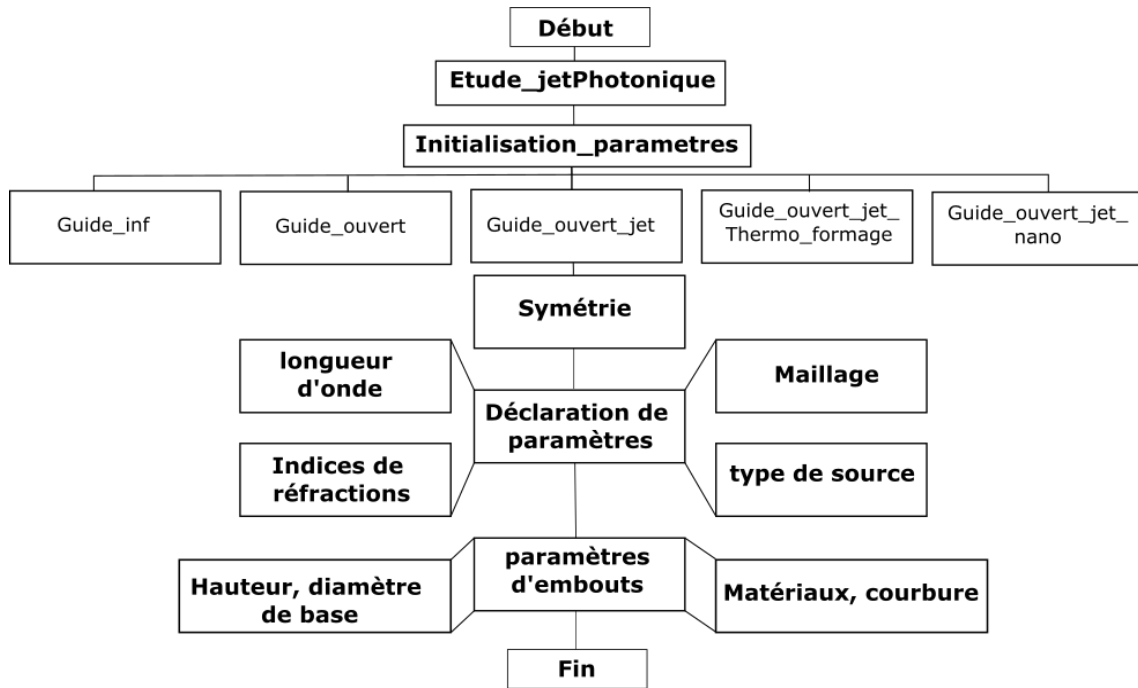 Début
Etude_jetPhotonique
Initialisation_parametres
Guide_inf
Guide_ouvert
Guide_ouvert_jet
Guide_ouvert_jet_
Thermo_formage
Guide_ouvert_jet_
nano
Symétrie
longueur
d'onde
Maillage
Déclaration de
paramètres
Indices de
réfractions
type de source
paramètres
d'embouts
Hauteur, diamètre
de base
Matériaux, courbure
Fin